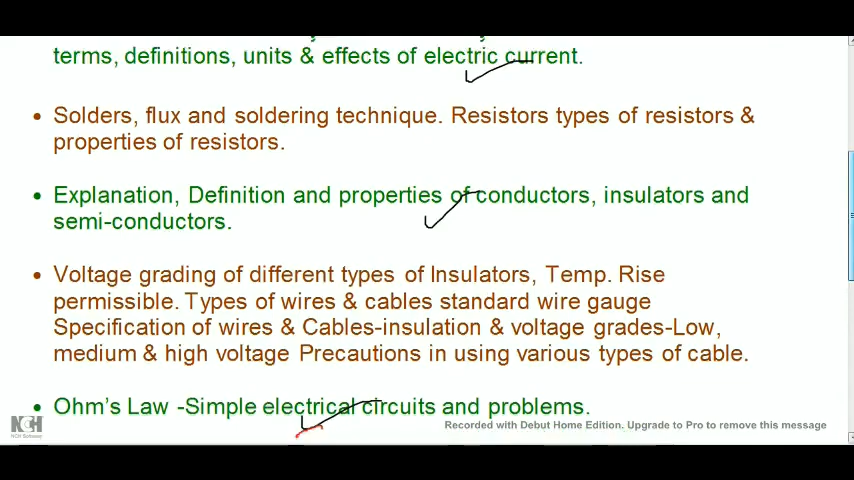 terms, definitions, units & effects of electric current.
• Solders, flux and soldering technique. Resistors types of resistors &
properties of resistors.
• Explanation, Definition and properties of conductors, insulators and
semi-conductors.
• Voltage grading of different types of Insulators, Temp. Rise
permissible. Types of wires & cables standard wire gauge
Specification of wires & Cables-insulation & voltage grades-Low,
medium & high voltage Precautions in using various types of cable.
• Ohm's Law -Simple electrical circuits and problems.
NCH
NCH Software
Recorded with Debut Home Edition. Upgrade to Pro to remove this message